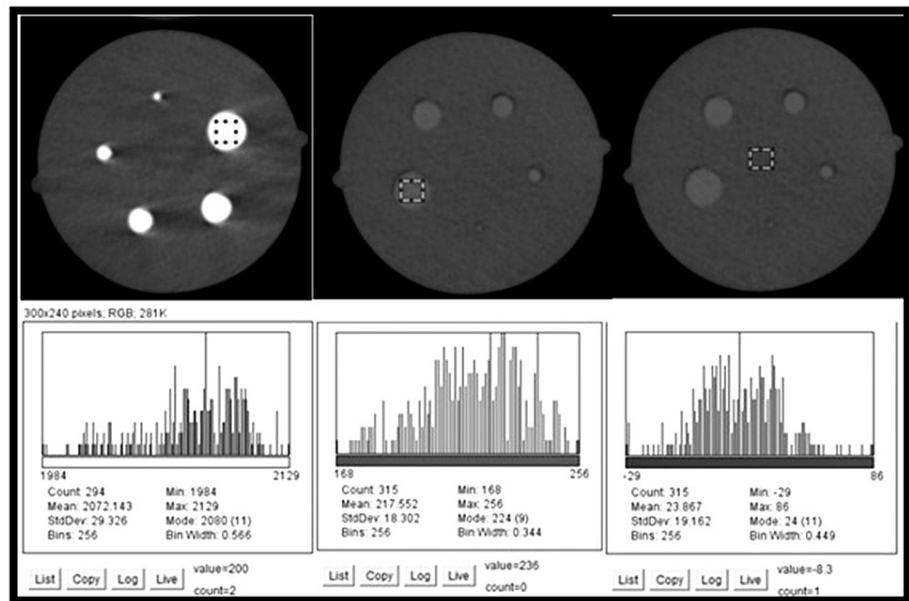 300x240 pixels; RGB; 281K
1984 2129
Count: 294 Min: 1984
Mean: 2072.143 Max: 2129
StdDev: 29.326 Mode: 2080 (11)
Bins: 256 Bin Width: 0.566
List Copy Log Live value=200
count=2
168 256
Count: 315 Min: 168
Mean: 217.552 Max: 256
StdDev: 18.302 Mode: 224 (9)
Bins: 256 Bin Width: 0.344
List Copy Log Live value=236
count=0
-29 86
Count: 315 Min: -29
Mean: 23.867 Max: 86
StdDev: 19.162 Mode: 24 (11)
Bins: 256 Bin Width: 0.449
List Copy Log Live value=-8.3
count=1